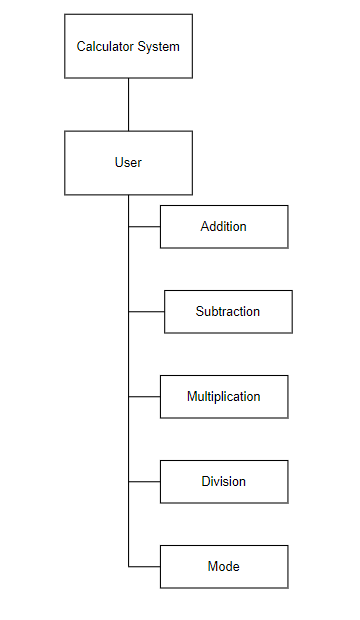 Calculator System
User
Addition
Subtraction
Multiplication
Division
Mode